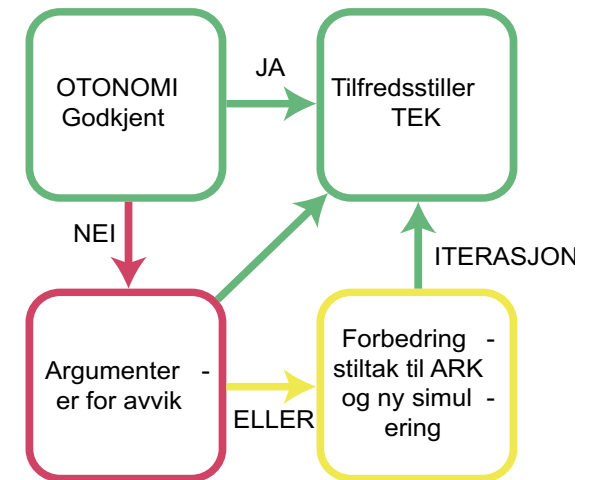 OTONOMI
Godkjent
JA
Tilfredsstiller
TEK
NEI
ITERASJON
Argumenter -
er for avvik
ELLER
Forbedring -
stiltak til ARK
og ny simul -
ering